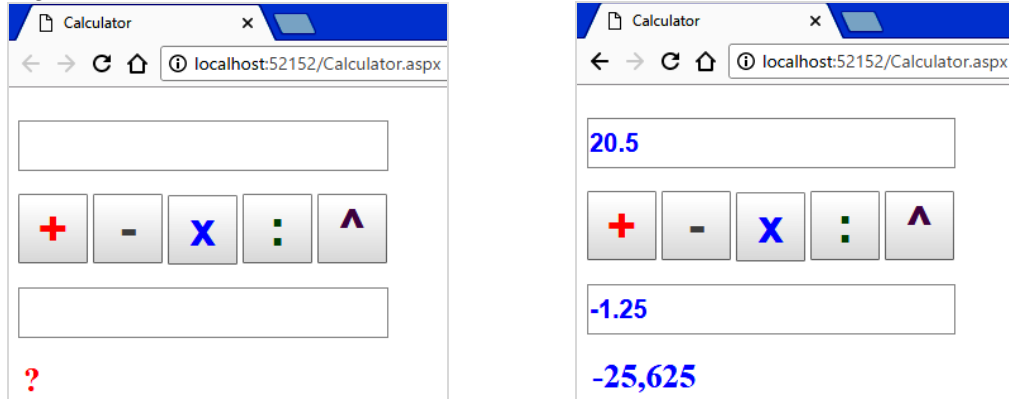 Calculator
localhost:52152/Calculator.aspx
+ - x : ^
?
Calculator
localhost:52152/Calculator.aspx
20.5
+ - x : ^
-1.25
-25,625